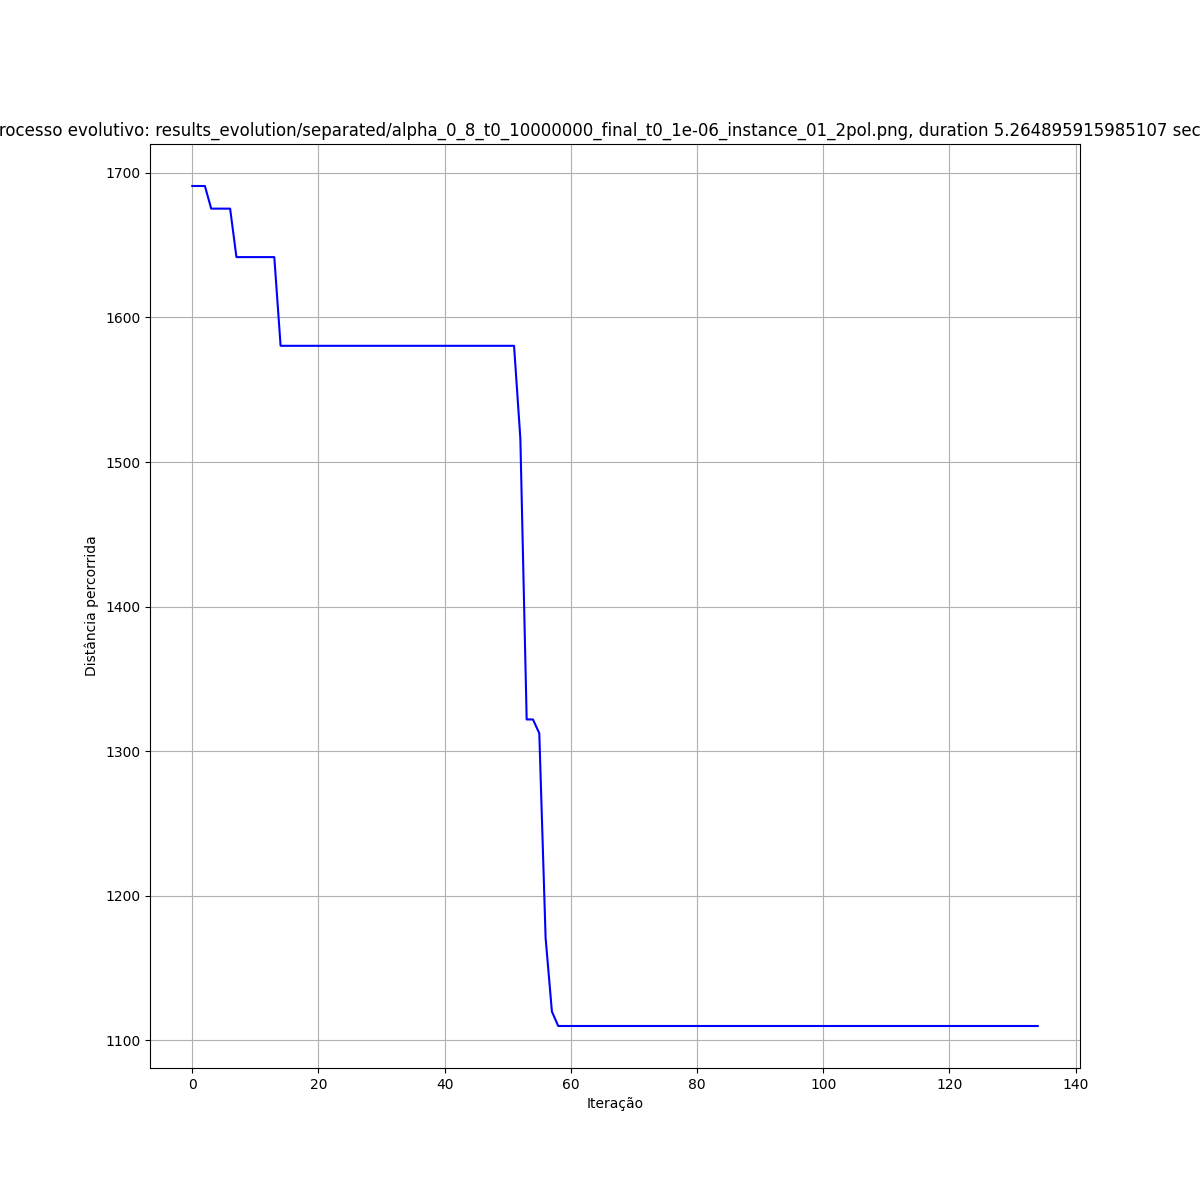 rocesso evolutivo: results_evolution/separated/alpha_0_8_t0_10000000_final_t0_1e-06_instance_01_2pol.png, duration 5.264895915985107 sec
1700
1600
1500
1400
1300
1200
1100
Distância percorrida
0 20 40 60 80 100 120 140
Iteração